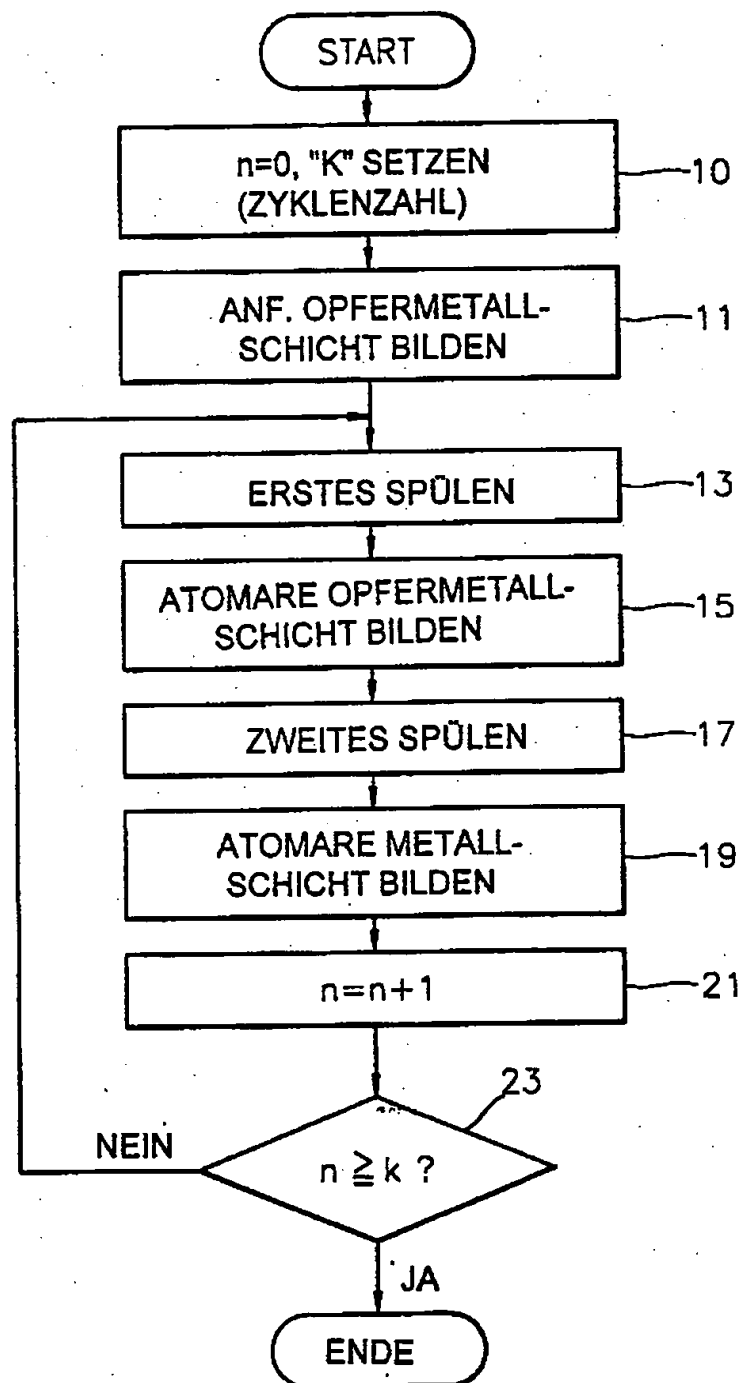 START
n=0, "K" SETZEN
(ZYKLENZAHL)
10
ANF. OPFERMETALL-
SCHICHT BILDEN
11
ERSTES SPÜLEN
13
ATOMARE OPFERMETALL-
SCHICHT BILDEN
15
ZWEITES SPÜLEN
17
ATOMARE METALL-
SCHICHT BILDEN
19
n=n+1
21
23
NEIN
n ≧ k ?
JA
ENDE